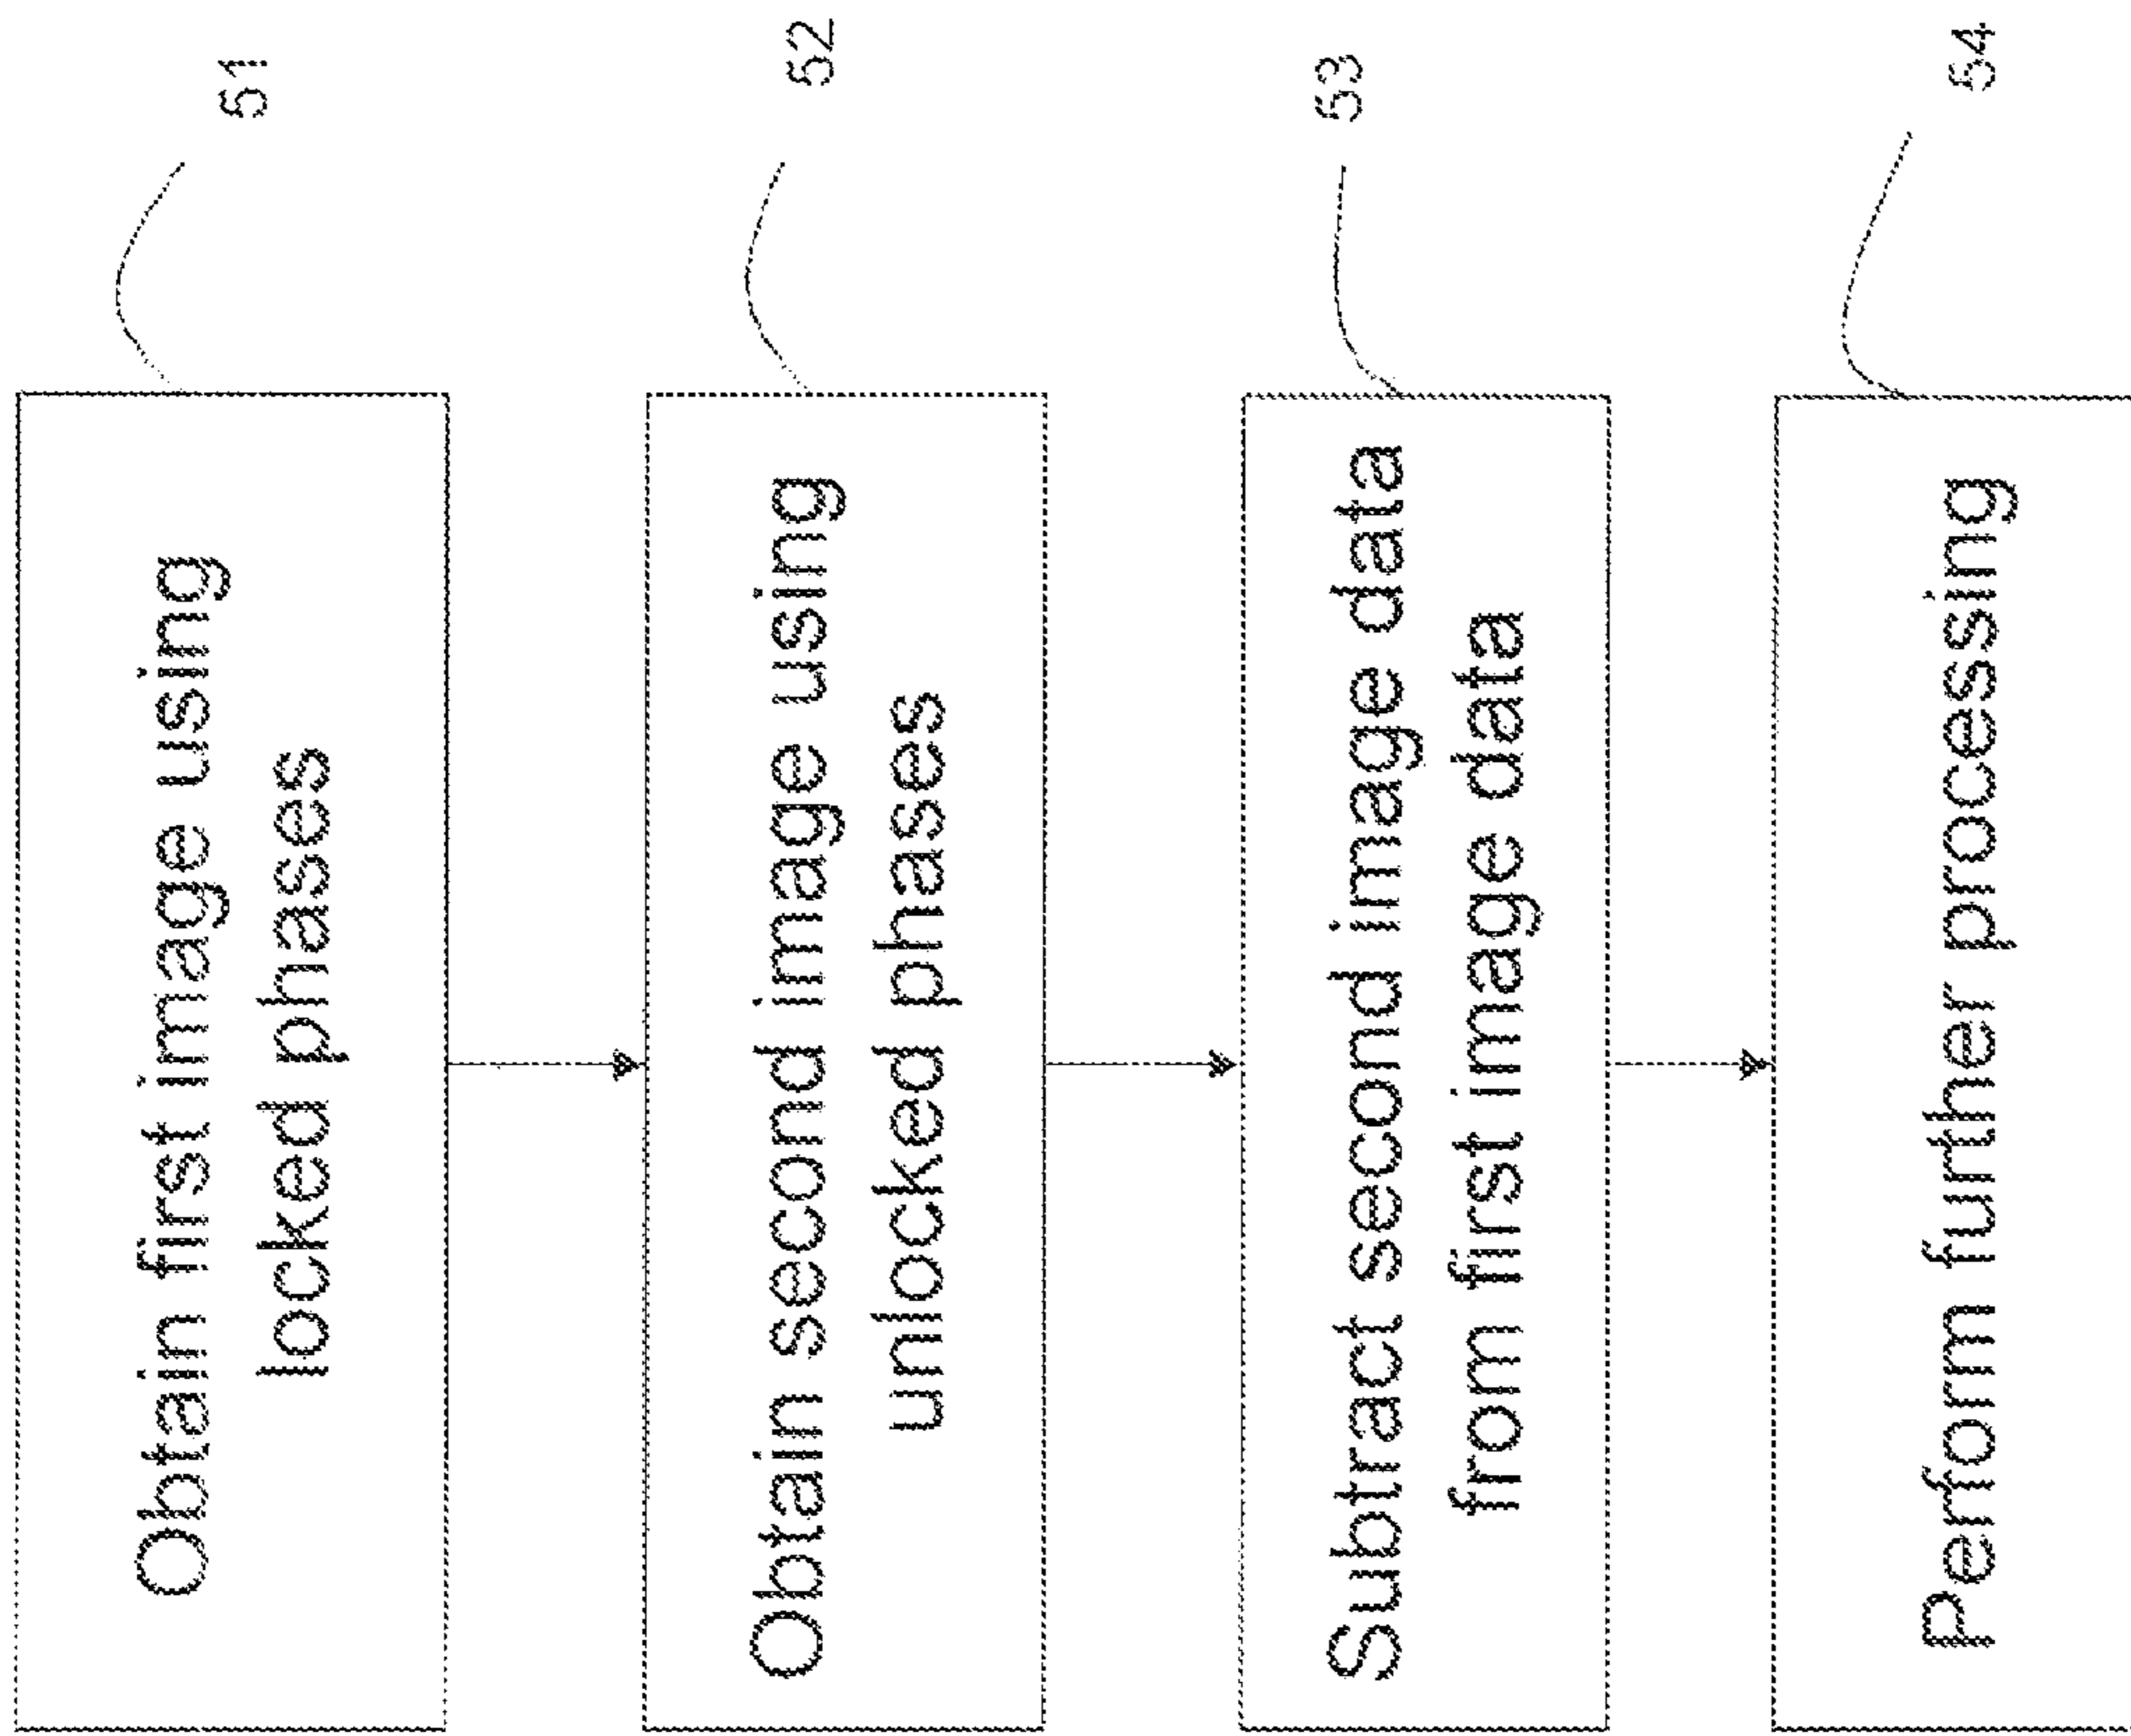 Obtain first image using
locked phases
51
Obtain second image using
unlocked phases
52
Subtract second image data
from first image data
53
Perform further processing
54